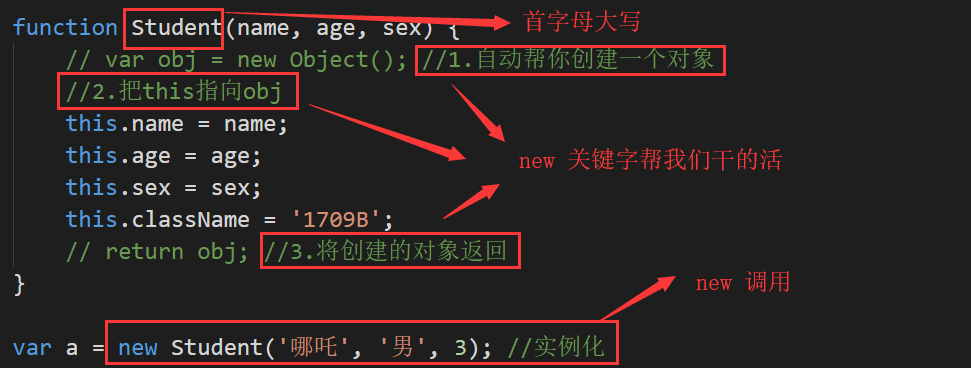 function Student(name, age, sex) { 首字母大写
// var obj = new Object(); //1.自动帮你创建一个对象
//2.把this指向obj
this.name = name;
this.age = age;
new 关键字帮我们干的活
this.sex = sex;
this.className = '1709B';
// return obj; //3.将创建的对象返回
}
new 调用
var a = new Student('哪吒', '男', 3); //实例化